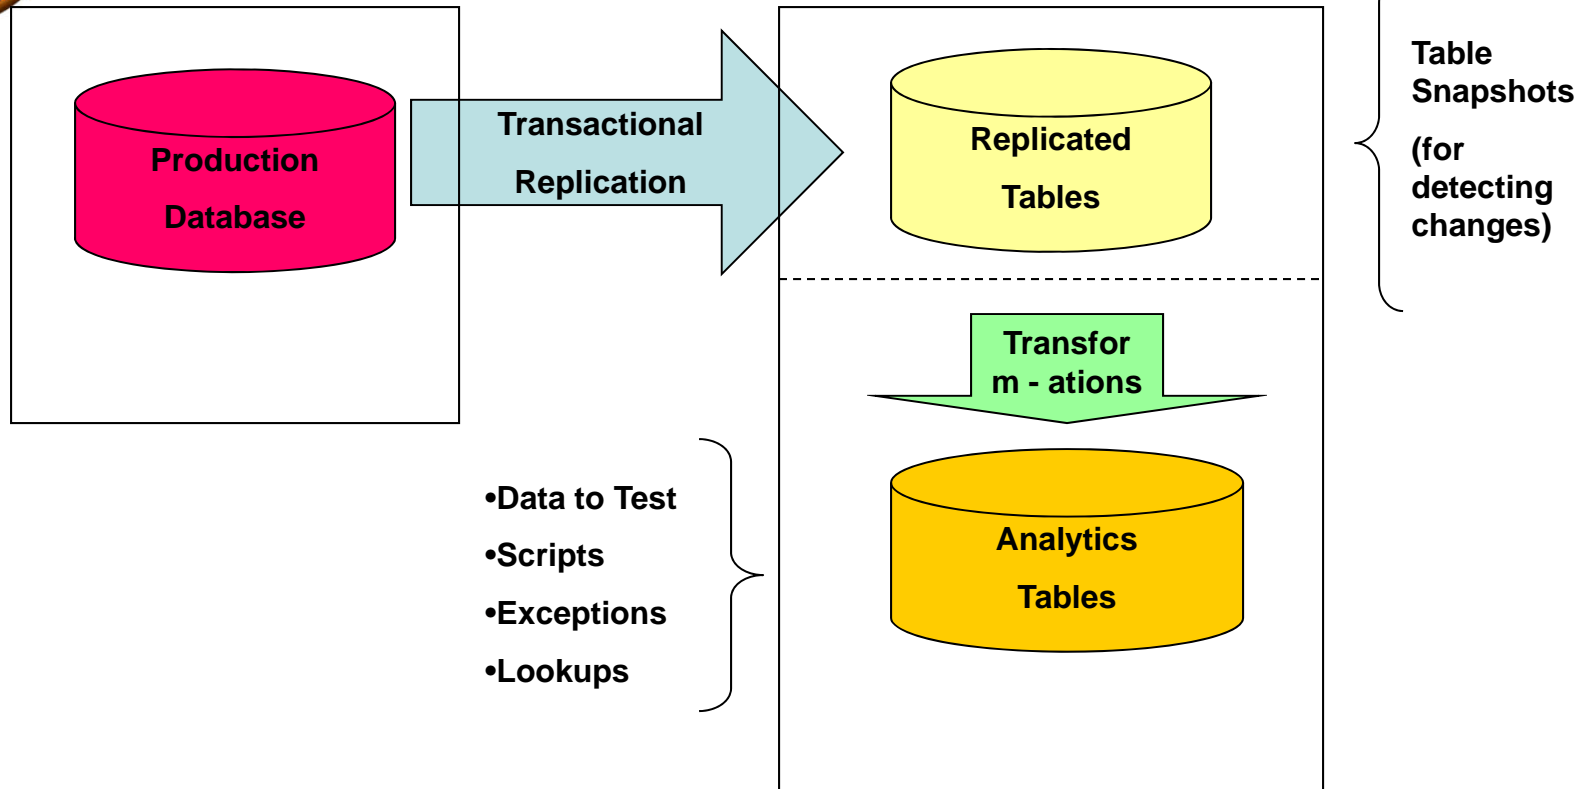 Production
Database
Transactional
Replication
Replicated
Tables
Table
Snapshots
(for
detecting
changes)
Transfor
m - ations
•Data to Test
•Scripts
•Exceptions
•Lookups
Analytics
Tables